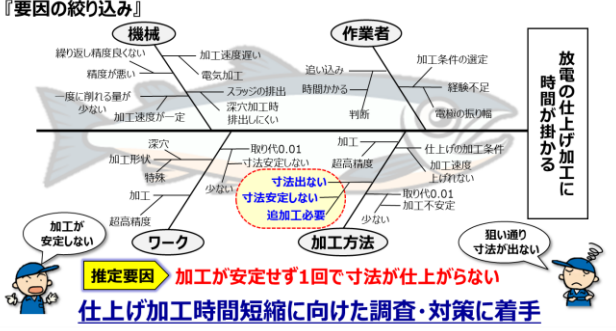 『要因の絞り込み』
機械
作業者
繰り返し精度良くない
精度が悪い
一度に削れる量が
少ない
加工速度が一定
加工速度遅い
電気加工
スラッジの排出
深穴加工時
排出しにくい
追い込み
時間かかる
判断
加工条件の選定
経験不足
電極の振り幅
放電の仕上げ加工に
時間が掛かる
深穴
加工形状
特殊
加工
超高精度
取り代0.01
寸法安定しない
少ない
加工
超高精度
寸法出ない
寸法安定しない
追加工必要
仕上げの加工条件
加工速度
上げれない
取り代0.01
加工不安定
少ない
ワーク
加工方法
加工が
安定しない
狙い通り
寸法が出ない
推定要因
加工が安定せず1回で寸法が仕上がらない
仕上げ加工時間短縮に向けた調査・対策に着手